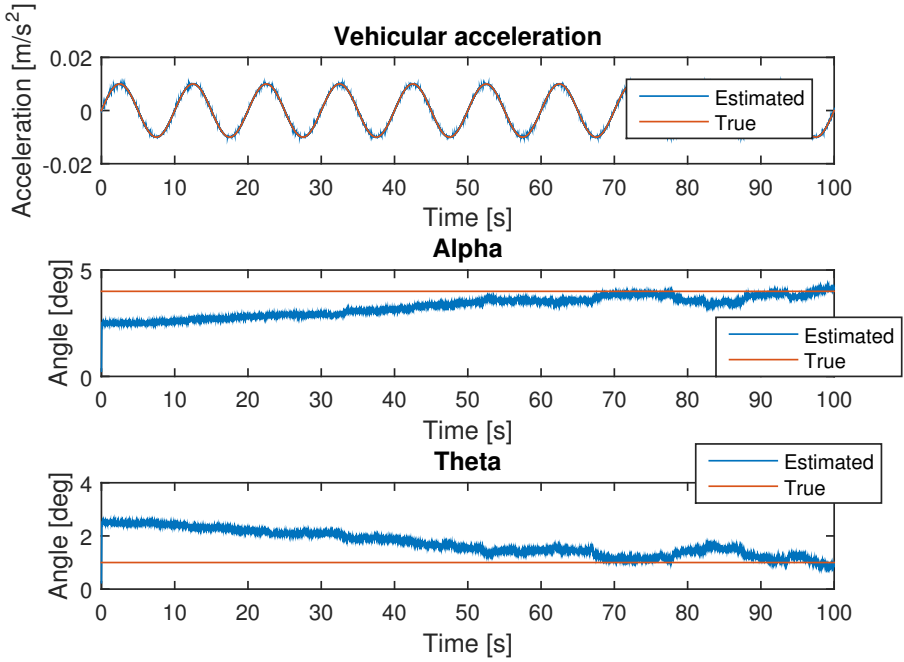 Vehicular acceleration
Acceleration [m/s²]
0.02
0
-0.02
Estimated
True
0 10 20 30 40 50 60 70 80 90 100
Time [s]
Alpha
Angle [deg]
5
0
Estimated
True
0 10 20 30 40 50 60 70 80 90 100
Time [s]
Theta
Angle [deg]
4
2
0
Estimated
True
0 10 20 30 40 50 60 70 80 90 100
Time [s]